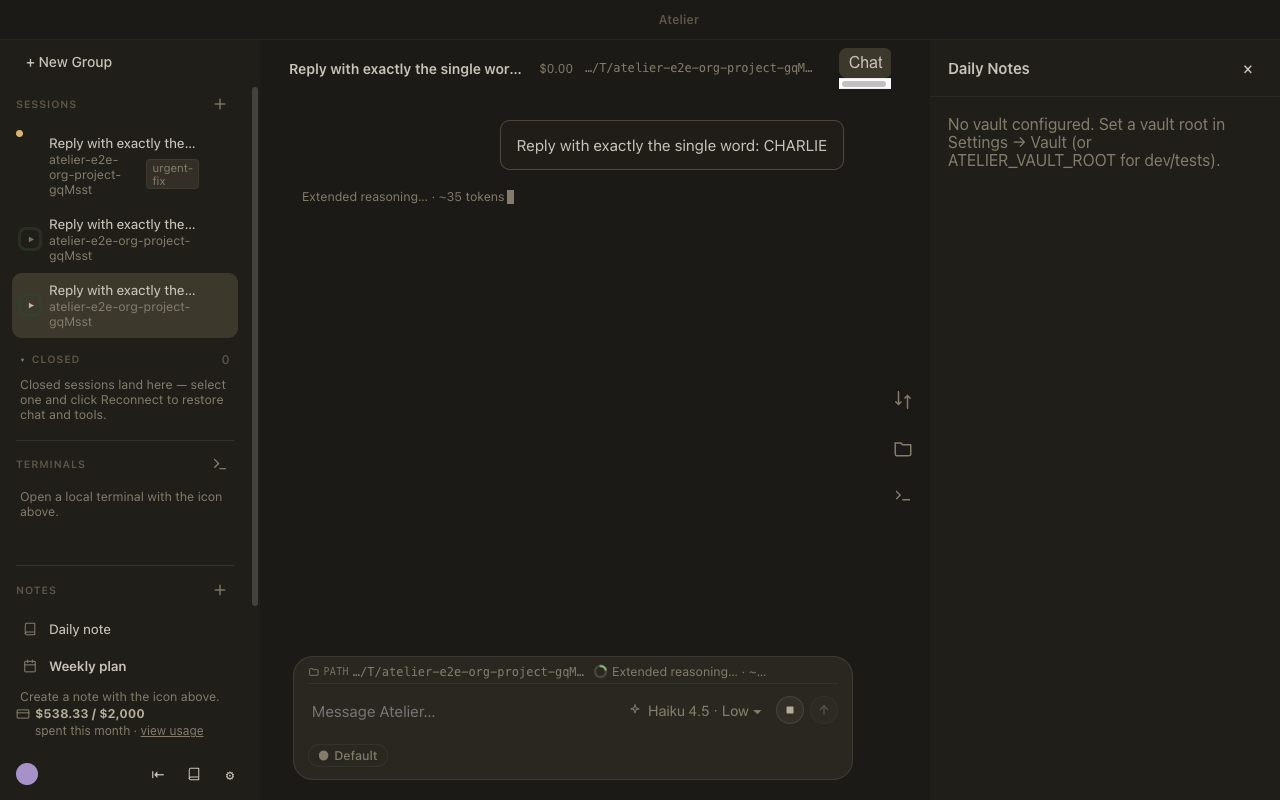 Atelier
+ New Group
SESSIONS
Reply with exactly the...
atelier-e2e-
org-project-
gqMsst
urgent-
fix
Reply with exactly the...
atelier-e2e-org-project-
gqMsst
Reply with exactly the...
atelier-e2e-org-project-
gqMsst
CLOSED 0
Closed sessions land here — select
one and click Reconnect to restore
chat and tools.
TERMINALS
Open a local terminal with the icon
above.
NOTES
Daily note
Weekly plan
Create a note with the icon above.
$538.33 / $2,000
spent this month · view usage
Reply with exactly the single wor... $0.00 …/T/atelier-e2e-org-project-gqM… Chat
Reply with exactly the single word: CHARLIE
Extended reasoning... · ~35 tokens
PATH …/T/atelier-e2e-org-project-gqM… Extended reasoning... · ~...
Message Atelier... Haiku 4.5 · Low
Default
Daily Notes ×
No vault configured. Set a vault root in
Settings → Vault (or
ATELIER_VAULT_ROOT for dev/tests).